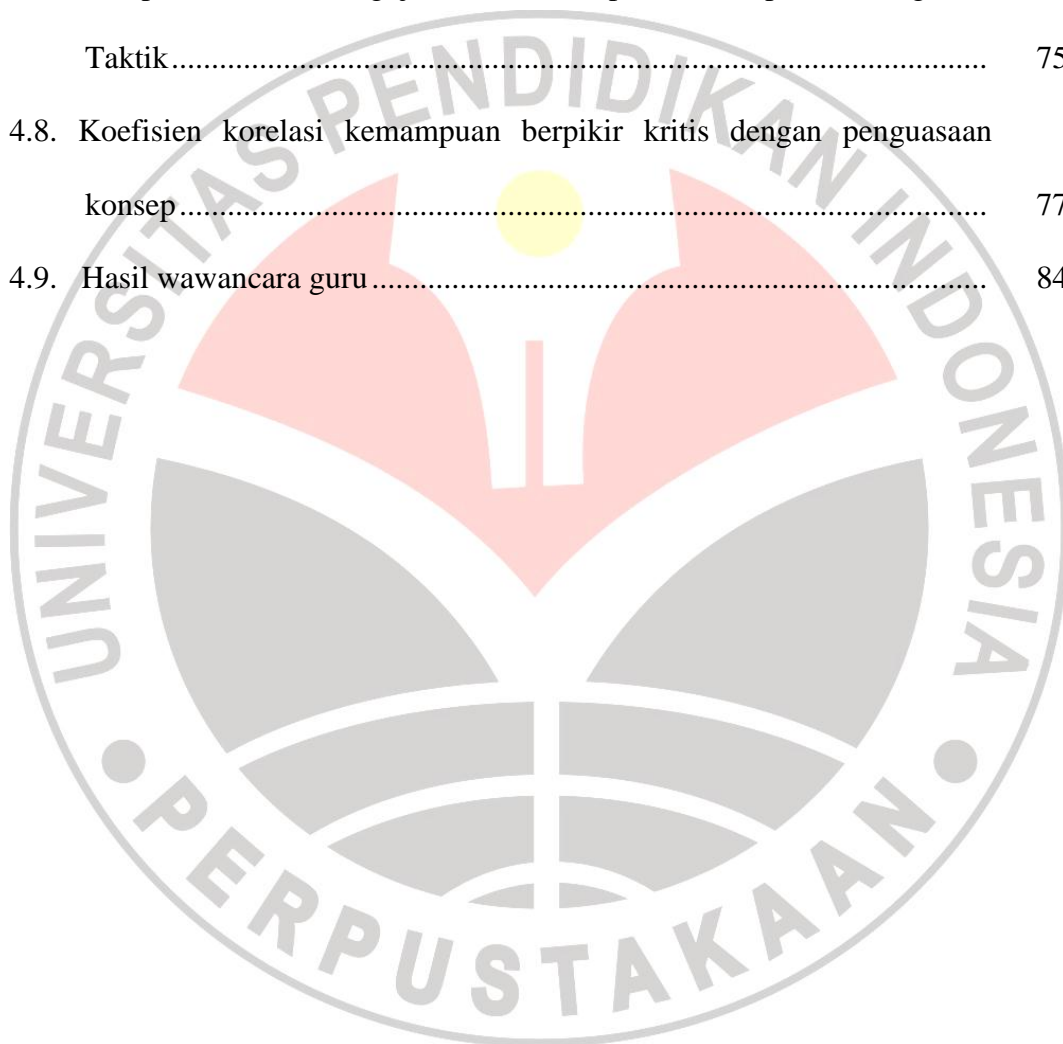 Taktik........................................................................................................ 75
4.8. Koefisien korelasi kemampuan berpikir kritis dengan penguasaan
konsep....................................................................................................... 77
4.9. Hasil wawancara guru............................................................................. 84
UNIVERSITAS PENDIDIKAN INDONESIA
PERPUSTAKAAN